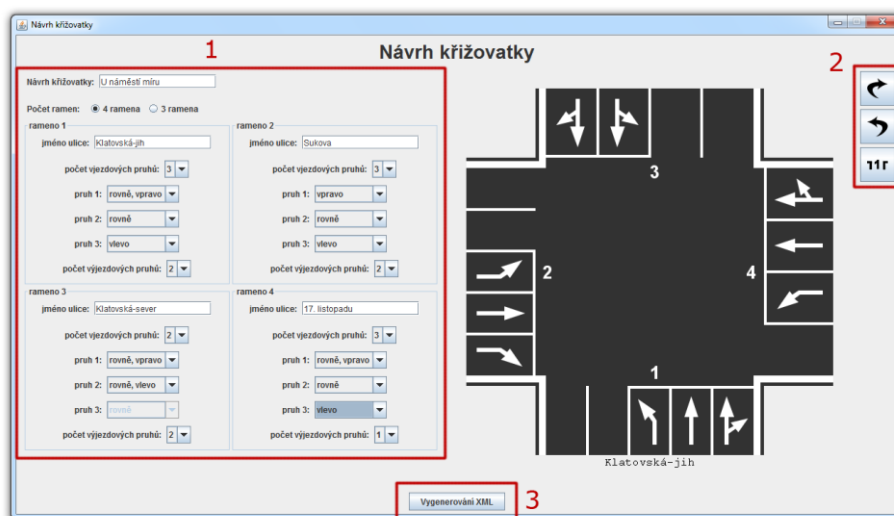 Návrh křižovatky
Návrh křižovatky
1
2
Návrh křižovatky: U náměstí míru
Počet ramen: 4 ramena 3 ramena
rameno 1
jméno ulice: Klatovská-jih
počet vjezdových pruhů: 3
pruh 1: rovně, vpravo
pruh 2: rovně
pruh 3: vlevo
počet výjezdových pruhů: 2
rameno 2
jméno ulice: Sukova
počet vjezdových pruhů: 3
pruh 1: vpravo
pruh 2: rovně
pruh 3: vlevo
počet výjezdových pruhů: 2
rameno 3
jméno ulice: Klatovská-sever
počet vjezdových pruhů: 2
pruh 1: rovně, vpravo
pruh 2: rovně, vlevo
pruh 3: rovně
počet výjezdových pruhů: 2
rameno 4
jméno ulice: 17. listopadu
počet vjezdových pruhů: 3
pruh 1: rovně, vpravo
pruh 2: rovně
pruh 3: vlevo
počet výjezdových pruhů: 1
3
2
4
1
Klatovská-jih
Vygenerování XML
3